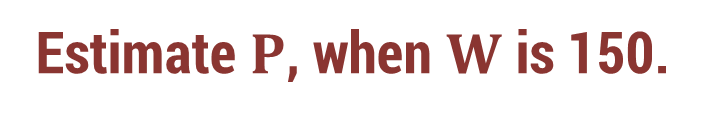 Estimate P, when W is 150.